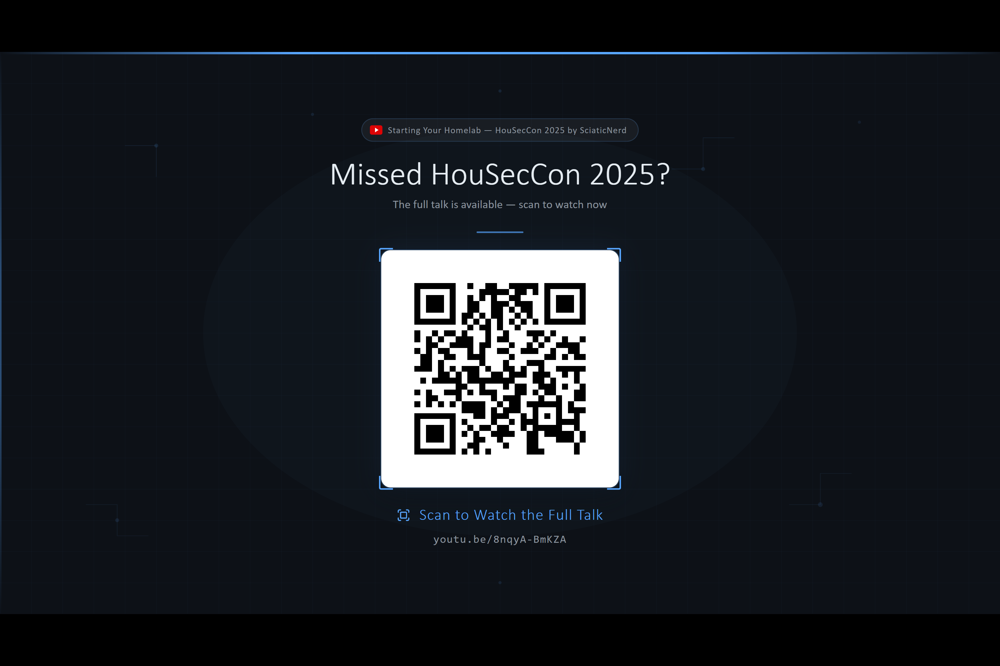 Starting Your Homelab — HouSecCon 2025 by SciaticNerd
Missed HouSecCon 2025?
The full talk is available — scan to watch now
Scan to Watch the Full Talk
youtu.be/8nqyA-BmKZA